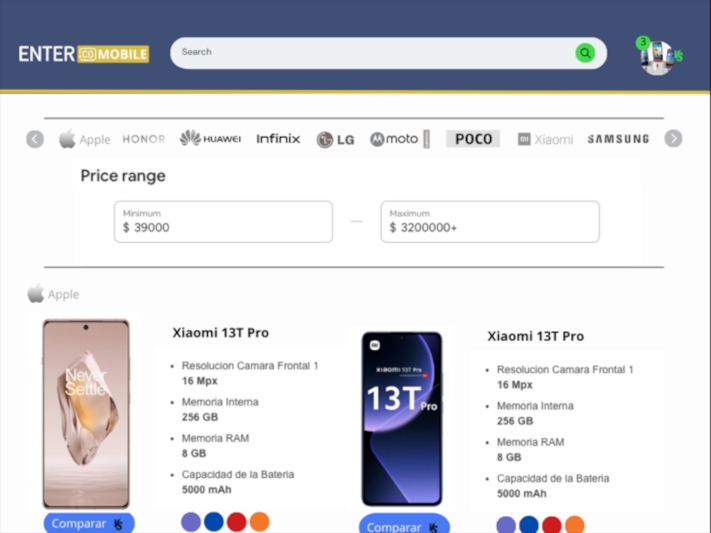 ENTER .CO MOBILE
Search
3
Apple HONOR HUAWEI Infinix LG moto POCO Xiaomi SAMSUNG
Price range
Minimum
$ 39000
—
Maximum
$ 3200000+
Apple
Never
Settle
Xiaomi 13T Pro
Resolucion Camara Frontal 1
16 Mpx
Memoria Interna
256 GB
Memoria RAM
8 GB
Capacidad de la Bateria
5000 mAh
Comparar
XIAOMI 13T Pro
13T Pro
Xiaomi 13T Pro
Resolucion Camara Frontal 1
16 Mpx
Memoria Interna
256 GB
Memoria RAM
8 GB
Capacidad de la Bateria
5000 mAh
Comparar